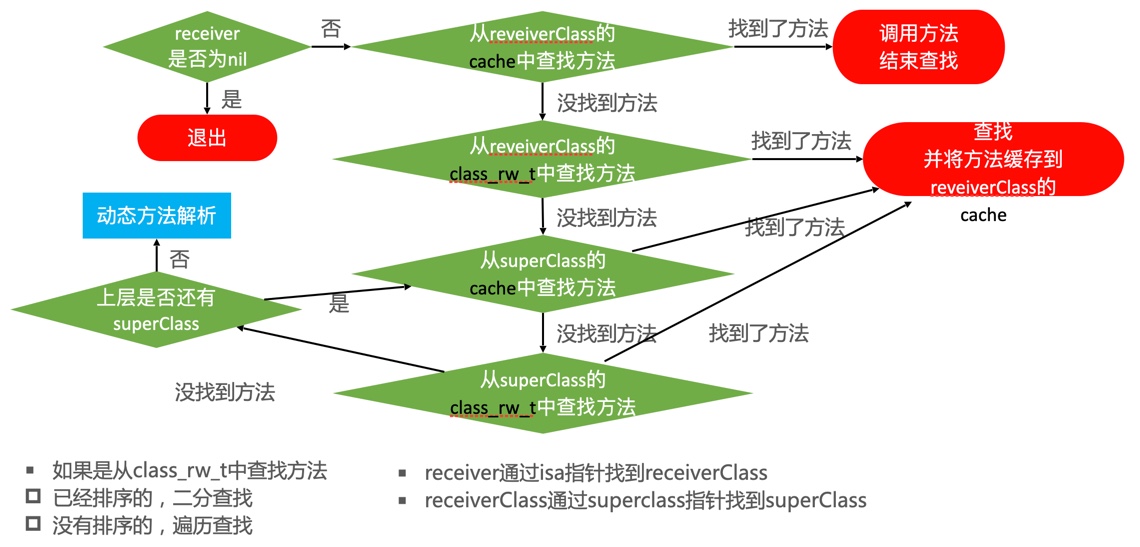 receiver
是否为nil
否
从reveiverClass的
cache中查找方法
找到了方法
调用方法
结束查找
是
退出
没找到方法
从reveiverClass的
class_rw_t中查找方法
找到了方法
查找
并将方法缓存到
reveiverClass的
cache
没找到方法
动态方法解析
否
上层是否还有
superClass
是
从superClass的
cache中查找方法
找到了方法
没找到方法
找到了方法
从superClass的
class_rw_t中查找方法
没找到方法
如果是从class_rw_t中查找方法
已经排序的，二分查找
没有排序的，遍历查找
receiver通过isa指针找到receiverClass
receiverClass通过superclass指针找到superClass